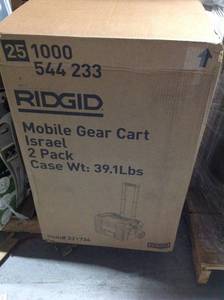 25 1000
544 233
RIDGID
Mobile Gear Cart
Israel
2 Pack
Case Wt: 39.1Lbs